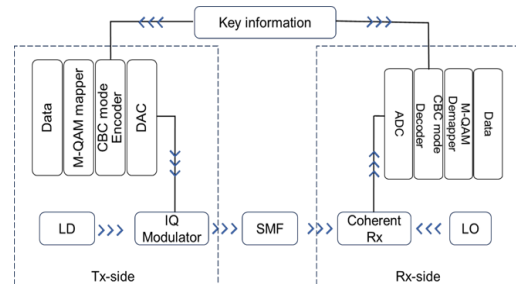 Key information
Data
M-QAM mapper
CBC mode
Encoder
DAC
ADC
CBC mode
Decoder
M-QAM
Demapper
Data
LD
IQ
Modulator
SMF
Coherent
Rx
LO
Tx-side
Rx-side